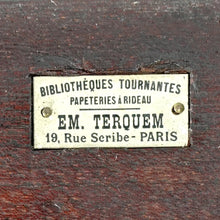 BIBLIOTHÈQUES TOURNANTES
PAPETERIES À RIDEAU
EM. TERQUEM
19, Rue Scribe - PARIS